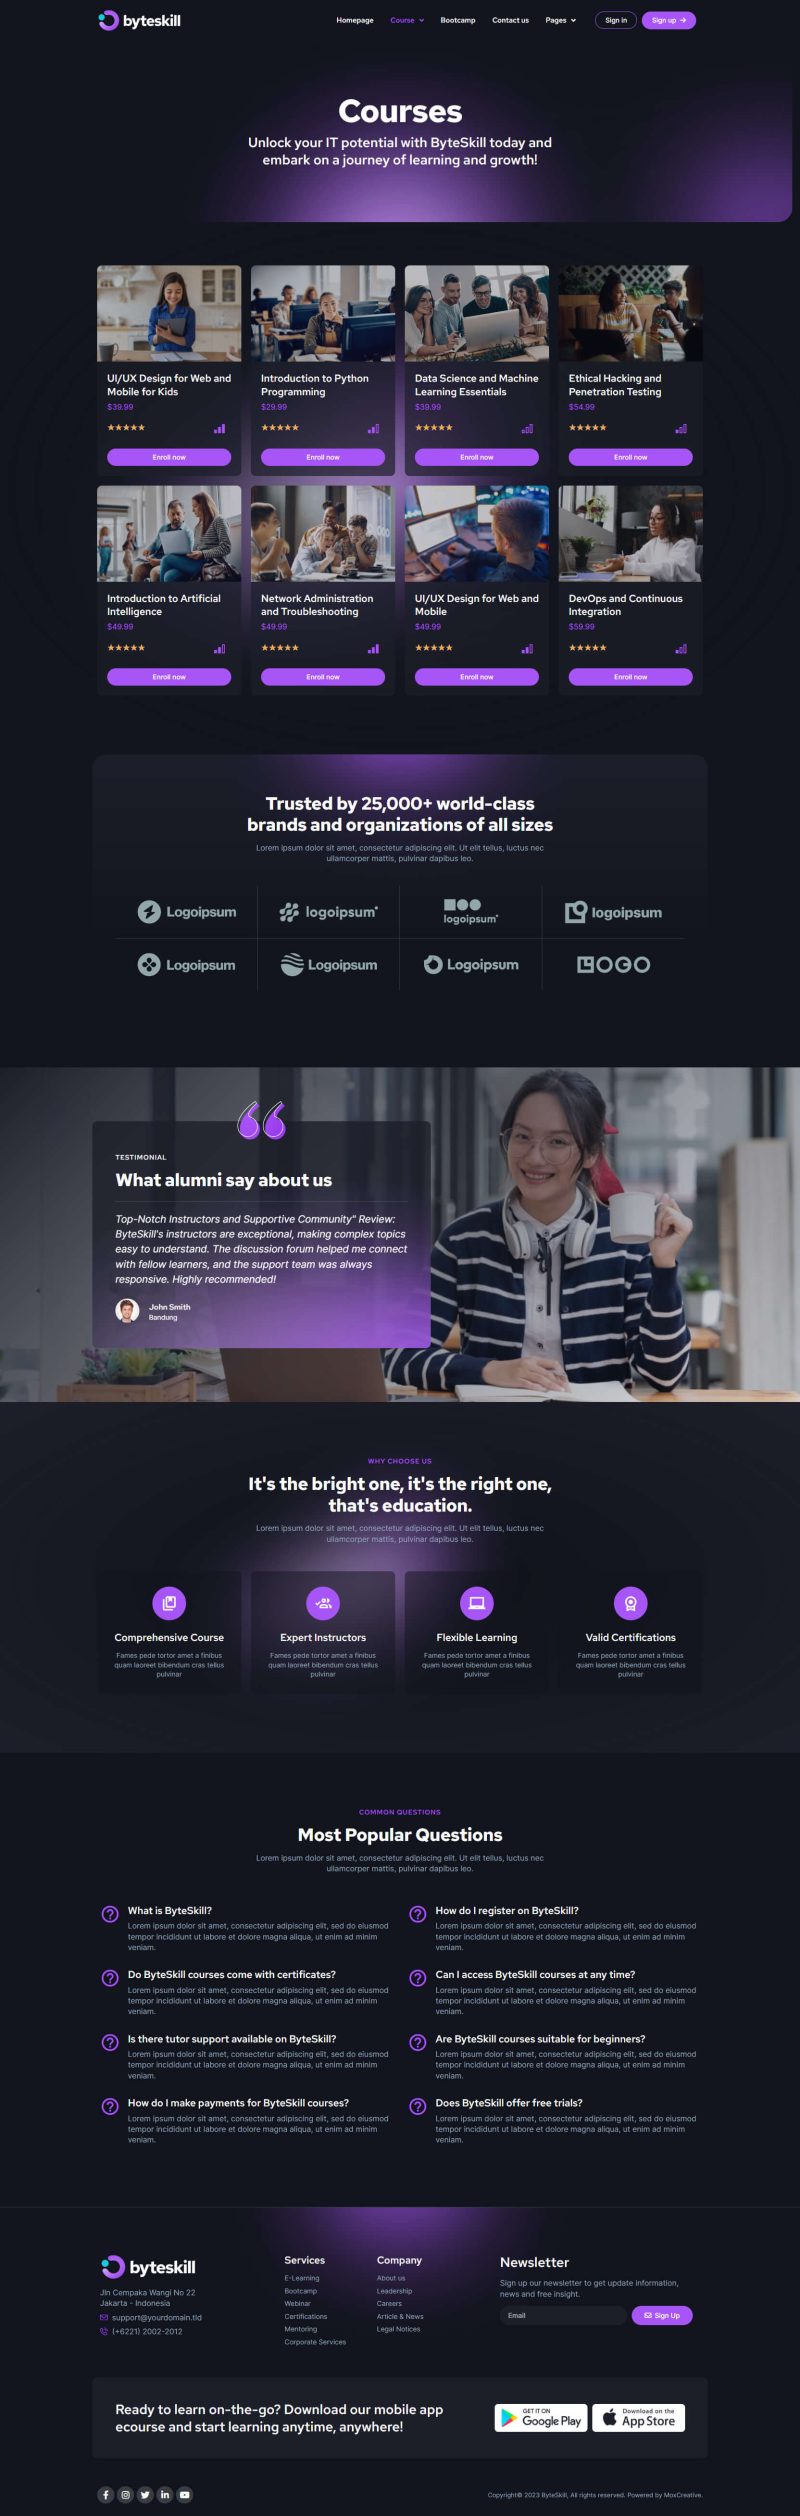 byteskill
Homepage Course Bootcamp Contact us Pages Sign in Sign up
Courses
Unlock your IT potential with ByteSkill today and
embark on a journey of learning and growth!
UI/UX Design for Web and
Mobile for Kids
$39.99
Enroll now
Introduction to Python
Programming
$29.99
Enroll now
Data Science and Machine
Learning Essentials
$39.99
Enroll now
Ethical Hacking and
Penetration Testing
$54.99
Enroll now
Introduction to Artificial
Intelligence
$49.99
Enroll now
Network Administration
and Troubleshooting
$49.99
Enroll now
UI/UX Design for Web and
Mobile
$49.99
Enroll now
DevOps and Continuous
Integration
$59.99
Enroll now
Trusted by 25,000+ world-class
brands and organizations of all sizes
Lorem ipsum dolor sit amet, consectetur adipiscing elit. Ut elit tellus, luctus nec
ullamcorper mattis, pulvinar dapibus leo.
Logoipsum
logoipsum
logoipsum
logoipsum
Logoipsum
Logoipsum
Logoipsum
LOGO
TESTIMONIAL
What alumni say about us
Top-Notch Instructors and Supportive Community" Review:
ByteSkill's instructors are exceptional, making complex topics
easy to understand. The discussion forum helped me connect
with fellow learners, and the support team was always
responsive. Highly recommended!
John Smith
Bandung
WHY CHOOSE US
It's the bright one, it's the right one,
that's education.
Lorem ipsum dolor sit amet, consectetur adipiscing elit. Ut elit tellus, luctus nec
ullamcorper mattis, pulvinar dapibus leo.
Comprehensive Course
Fames pede tortor amet a finibus
quam laoreet bibendum cras tellus
pulvinar
Expert Instructors
Fames pede tortor amet a finibus
quam laoreet bibendum cras tellus
pulvinar
Flexible Learning
Fames pede tortor amet a finibus
quam laoreet bibendum cras tellus
pulvinar
Valid Certifications
Fames pede tortor amet a finibus
quam laoreet bibendum cras tellus
pulvinar
COMMON QUESTIONS
Most Popular Questions
Lorem ipsum dolor sit amet, consectetur adipiscing elit. Ut elit tellus, luctus nec
ullamcorper mattis, pulvinar dapibus leo.
What is ByteSkill?
Lorem ipsum dolor sit amet, consectetur adipiscing elit, sed do eiusmod
tempor incididunt ut labore et dolore magna aliqua, ut enim ad minim
veniam.
How do I register on ByteSkill?
Lorem ipsum dolor sit amet, consectetur adipiscing elit, sed do eiusmod
tempor incididunt ut labore et dolore magna aliqua, ut enim ad minim
veniam.
Do ByteSkill courses come with certificates?
Lorem ipsum dolor sit amet, consectetur adipiscing elit, sed do eiusmod
tempor incididunt ut labore et dolore magna aliqua, ut enim ad minim
veniam.
Can I access ByteSkill courses at any time?
Lorem ipsum dolor sit amet, consectetur adipiscing elit, sed do eiusmod
tempor incididunt ut labore et dolore magna aliqua, ut enim ad minim
veniam.
Is there tutor support available on ByteSkill?
Lorem ipsum dolor sit amet, consectetur adipiscing elit, sed do eiusmod
tempor incididunt ut labore et dolore magna aliqua, ut enim ad minim
veniam.
Are ByteSkill courses suitable for beginners?
Lorem ipsum dolor sit amet, consectetur adipiscing elit, sed do eiusmod
tempor incididunt ut labore et dolore magna aliqua, ut enim ad minim
veniam.
How do I make payments for ByteSkill courses?
Lorem ipsum dolor sit amet, consectetur adipiscing elit, sed do eiusmod
tempor incididunt ut labore et dolore magna aliqua, ut enim ad minim
veniam.
Does ByteSkill offer free trials?
Lorem ipsum dolor sit amet, consectetur adipiscing elit, sed do eiusmod
tempor incididunt ut labore et dolore magna aliqua, ut enim ad minim
veniam.
byteskill
Jln Cempaka Wangi No 22
Jakarta - Indonesia
support@yourdomain.tld
(+6221) 2002-2012
Services
E-Learning
Bootcamp
Webinar
Certifications
Mentoring
Corporate Services
Company
About us
Leadership
Careers
Article & News
Legal Notices
Newsletter
Sign up our newsletter to get update information,
news and free insight.
Email
Sign Up
Ready to learn on-the-go? Download our mobile app
ecourse and start learning anytime, anywhere!
GET IT ON
Google Play
Download on the
App Store
Copyright© 2023 ByteSkill, All rights reserved. Powered by MoxCreative.